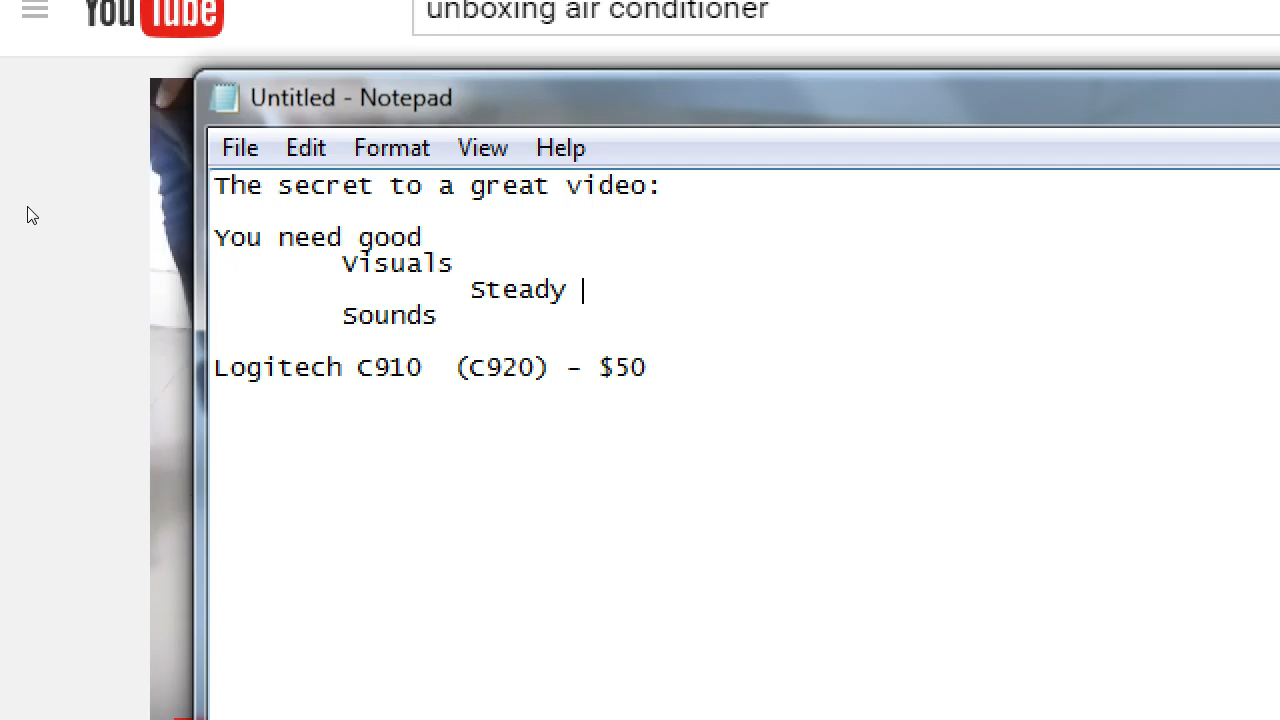 YouTube
unboxing air conditioner
Untitled - Notepad
File Edit Format View Help
The secret to a great video:
You need good
Visuals
Steady
Sounds
Logitech C910 (C920) - $50